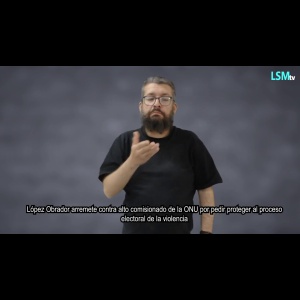 LSMtv
López Obrador arremete contra alto comisionado de la ONU por pedir proteger al proceso
electoral de la violencia